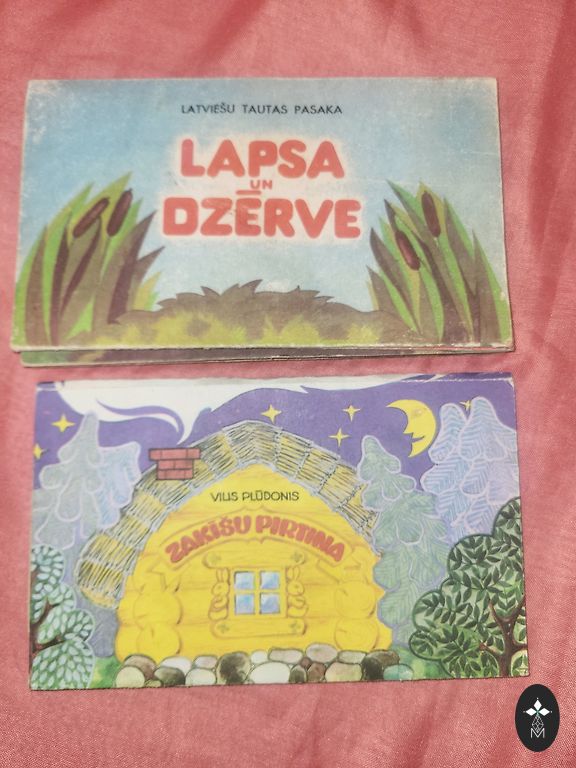 LATVIEŠU TAUTAS PASAKA
LAPSA
UN
DZĒRVE
VILIS PLŪDONIS
ZAĶĪŠU PIRTIŅA
M